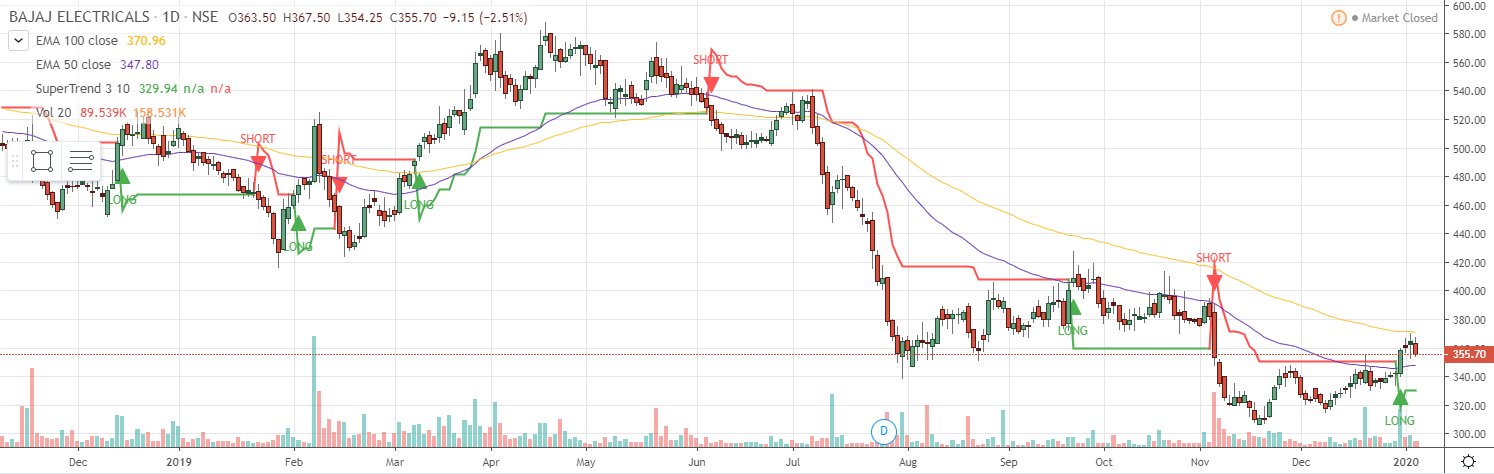 BAJAJ ELECTRICALS · 1D · NSE O363.50 H367.50 L354.25 C355.70 −9.15 (−2.51%)
! Market Closed
EMA 100 close 370.96
EMA 50 close 347.80
SuperTrend 3 10 329.94 n/a n/a
Vol 20 89.539K 158.531K
SHORT
SHORT
SHORT
SHORT
LONG
LONG
LONG
LONG
LONG
D
600.00
580.00
560.00
540.00
520.00
500.00
480.00
460.00
440.00
420.00
400.00
380.00
355.70
340.00
320.00
300.00
Dec 2019 Feb Mar Apr May Jun Jul Aug Sep Oct Nov Dec 2020